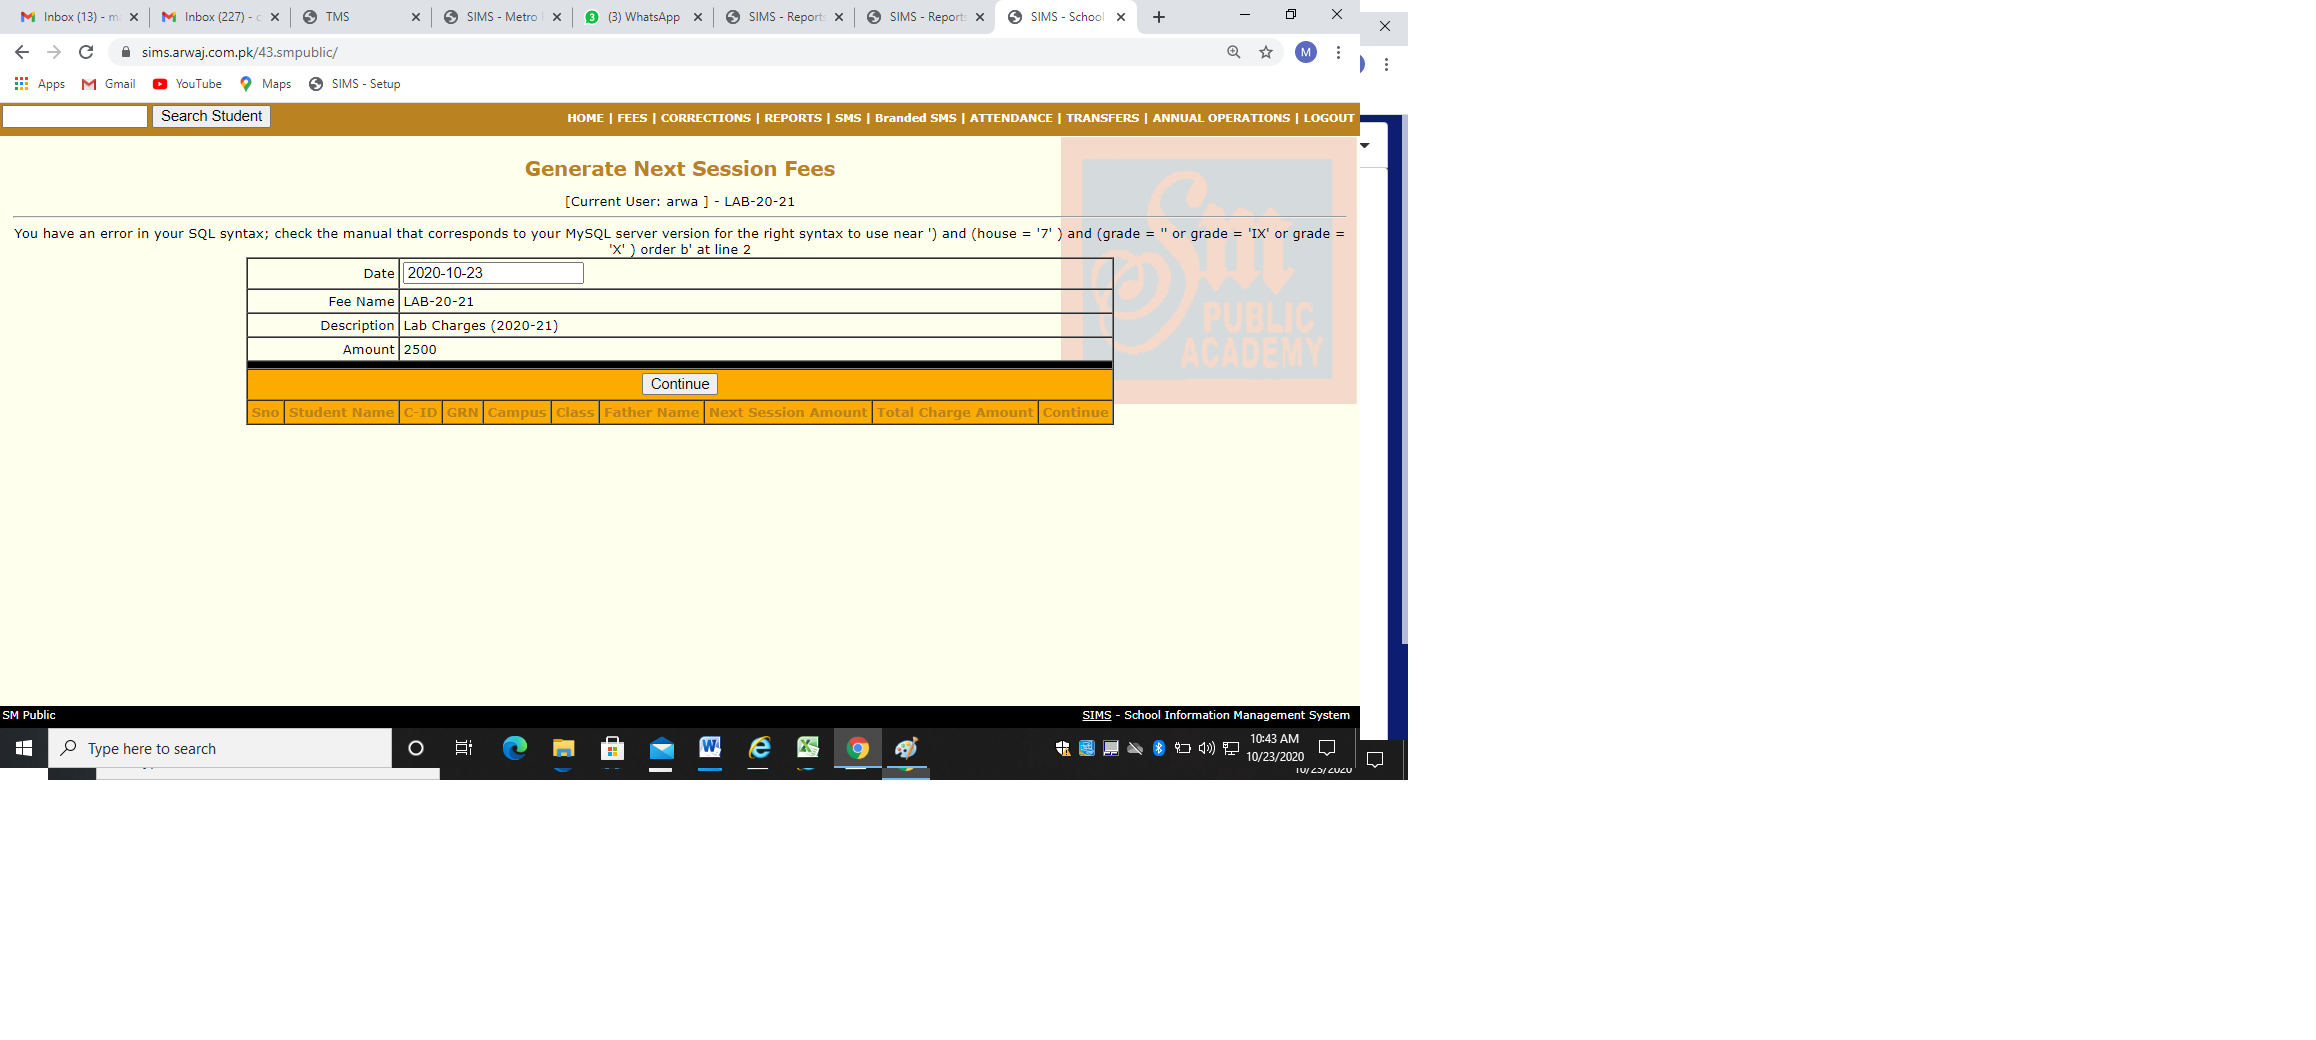 Inbox (13) - m
Inbox (227) - c
TMS
SIMS - Metro
(3) WhatsApp
SIMS - Reports
SIMS - Reports
SIMS - School
sims.arwaj.com.pk/43.smpublic/
M
Apps
Gmail
YouTube
Maps
SIMS - Setup
Search Student
HOME | FEES | CORRECTIONS | REPORTS | SMS | Branded SMS | ATTENDANCE | TRANSFERS | ANNUAL OPERATIONS | LOGOUT
Generate Next Session Fees
[Current User: arwa ] - LAB-20-21
You have an error in your SQL syntax; check the manual that corresponds to your MySQL server version for the right syntax to use near ') and (house = '7' ) and (grade = '' or grade = 'IX' or grade =
'X' ) order b' at line 2
Date 2020-10-23
Fee Name LAB-20-21
Description Lab Charges (2020-21)
Amount 2500
Continue
Sno Student Name C-ID GRN Campus Class Father Name Next Session Amount Total Charge Amount Continue
Sm
PUBLIC
ACADEMY
SM Public
SIMS - School Information Management System
Type here to search
10:43 AM
10/23/2020
10/23/2020